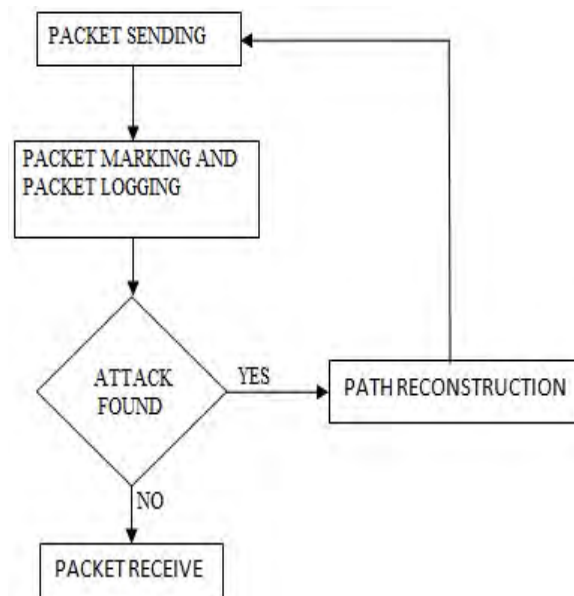 PACKET SENDING
PACKET MARKING AND
PACKET LOGGING
ATTACK
FOUND
YES
PATH RECONSTRUCTION
NO
PACKET RECEIVE